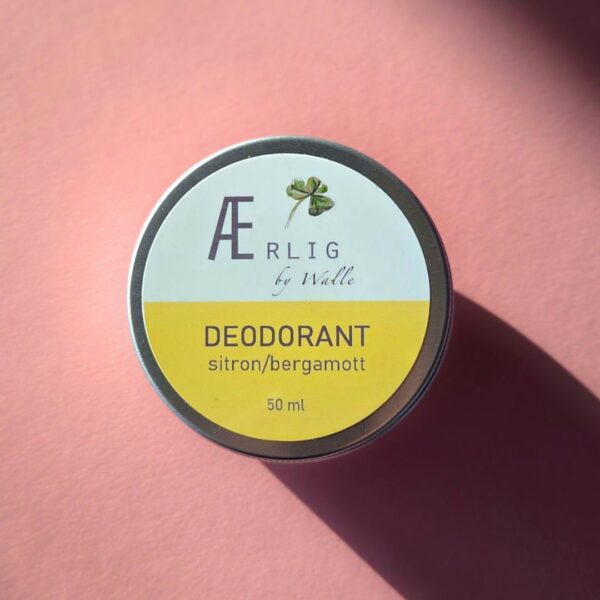 ÆRLIG
by Walle
DEODORANT
sitron/bergamott
50 ml